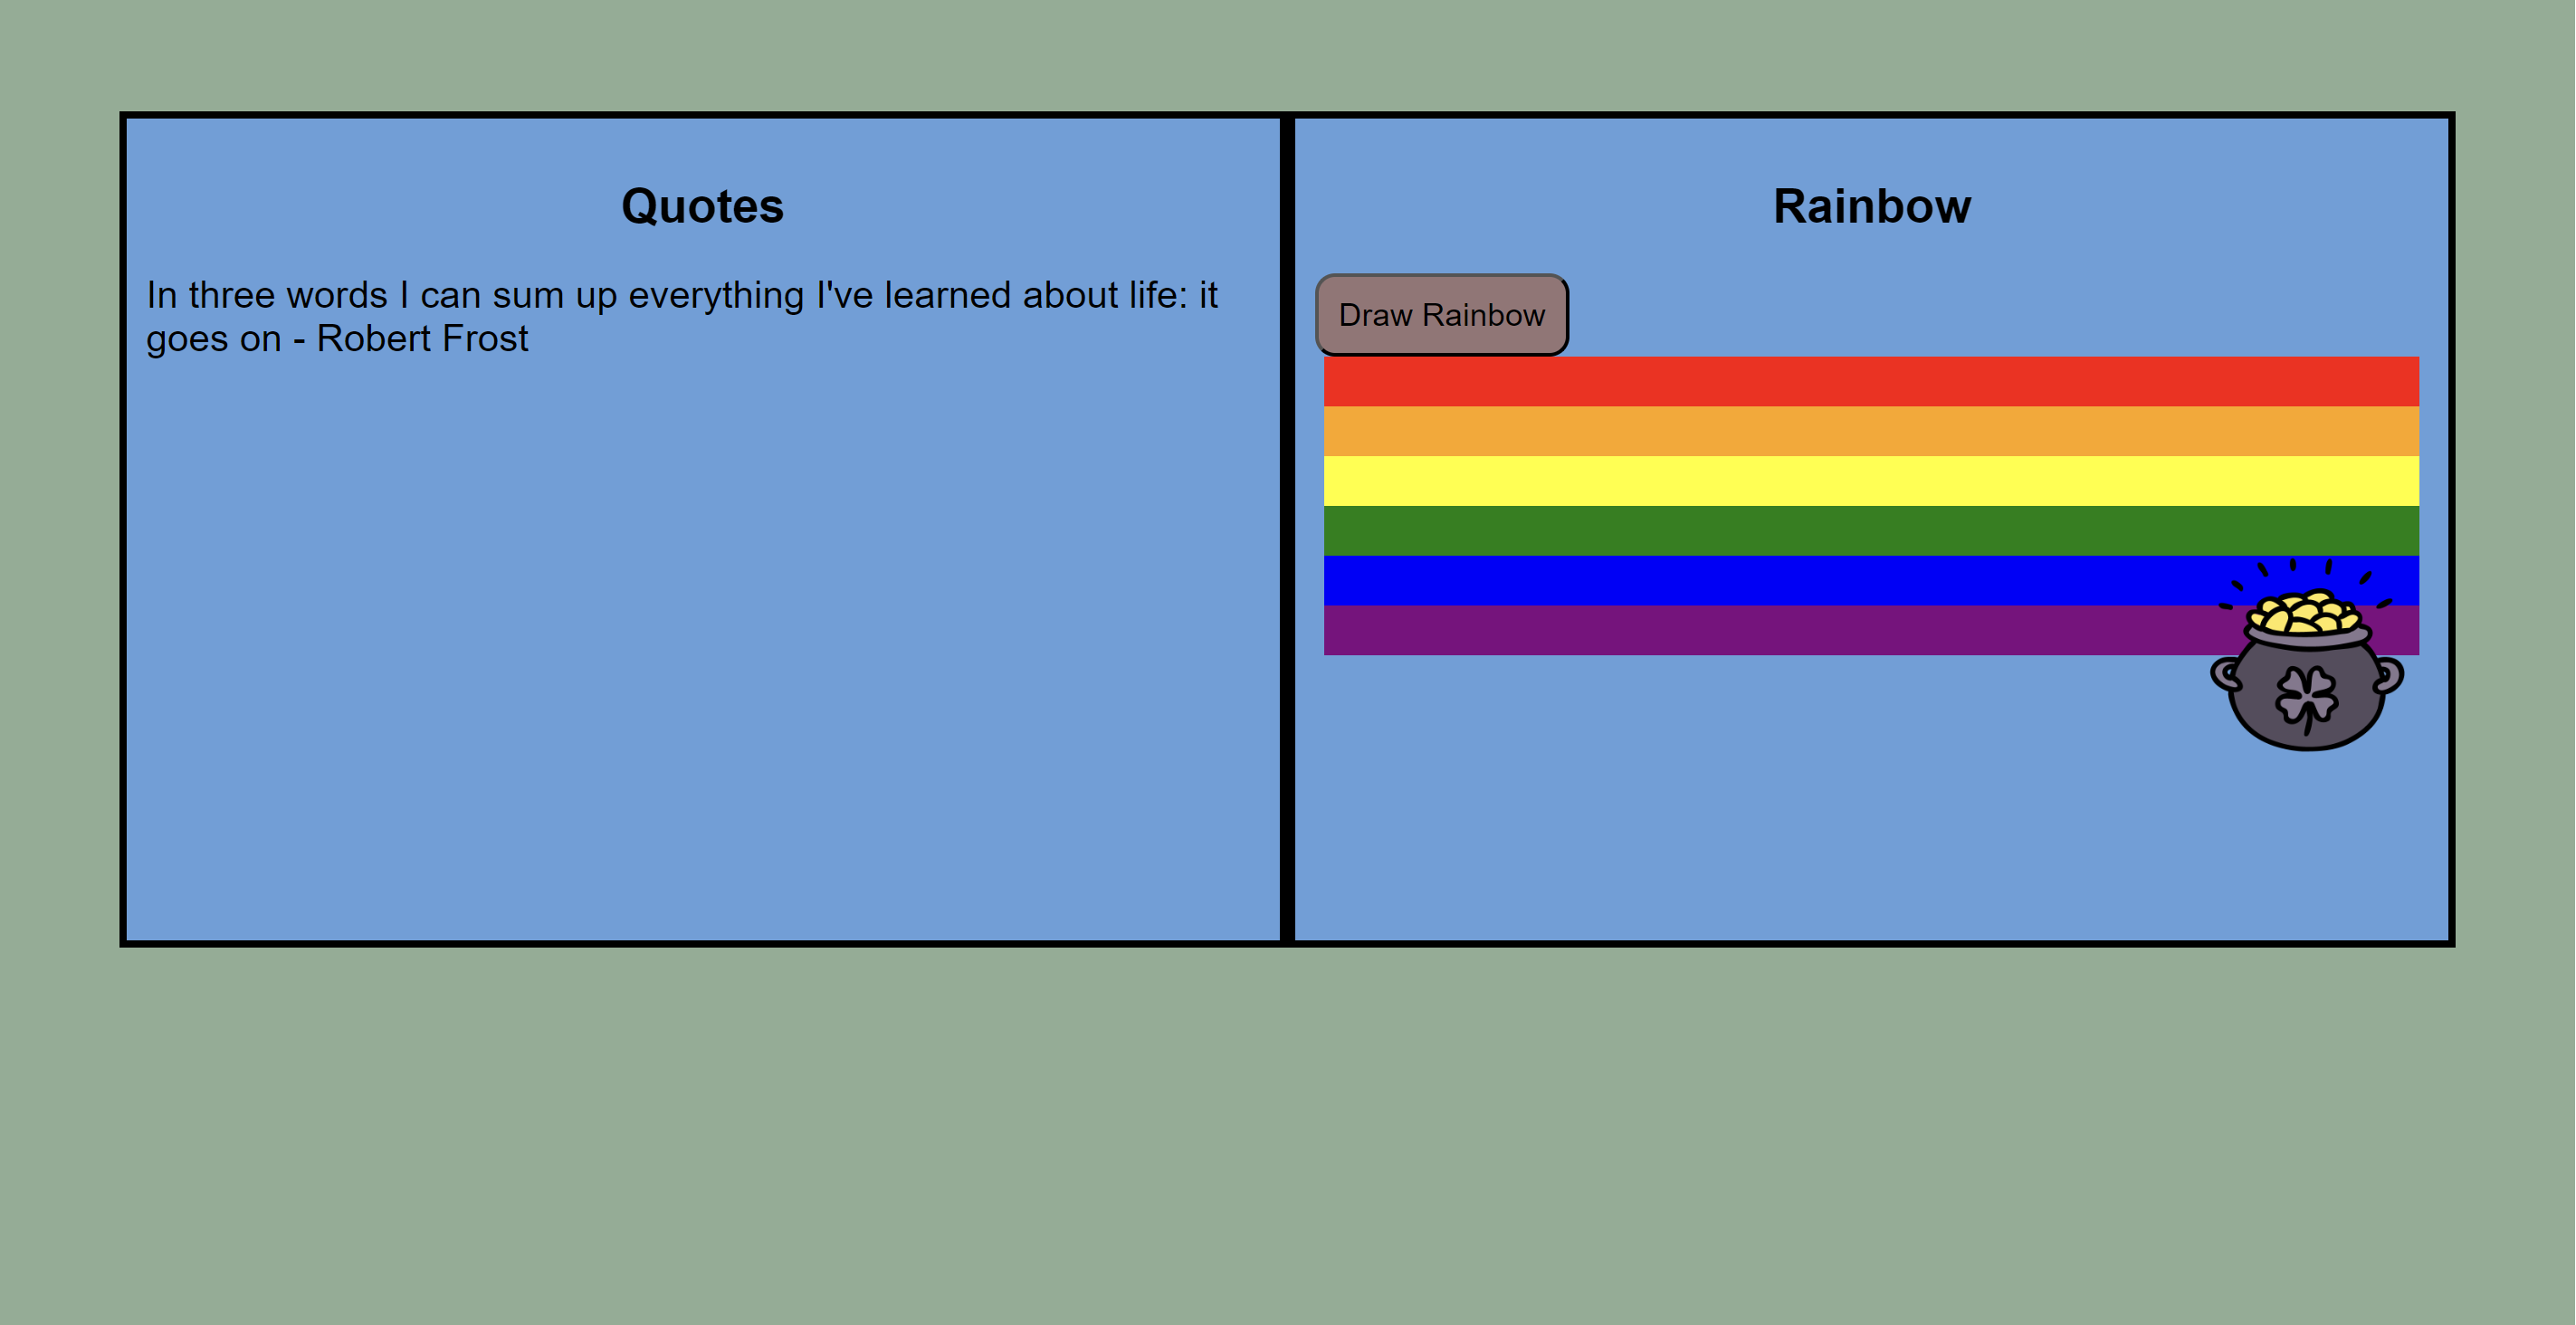 Quotes
In three words I can sum up everything I've learned about life: it
goes on - Robert Frost
Rainbow
Draw Rainbow